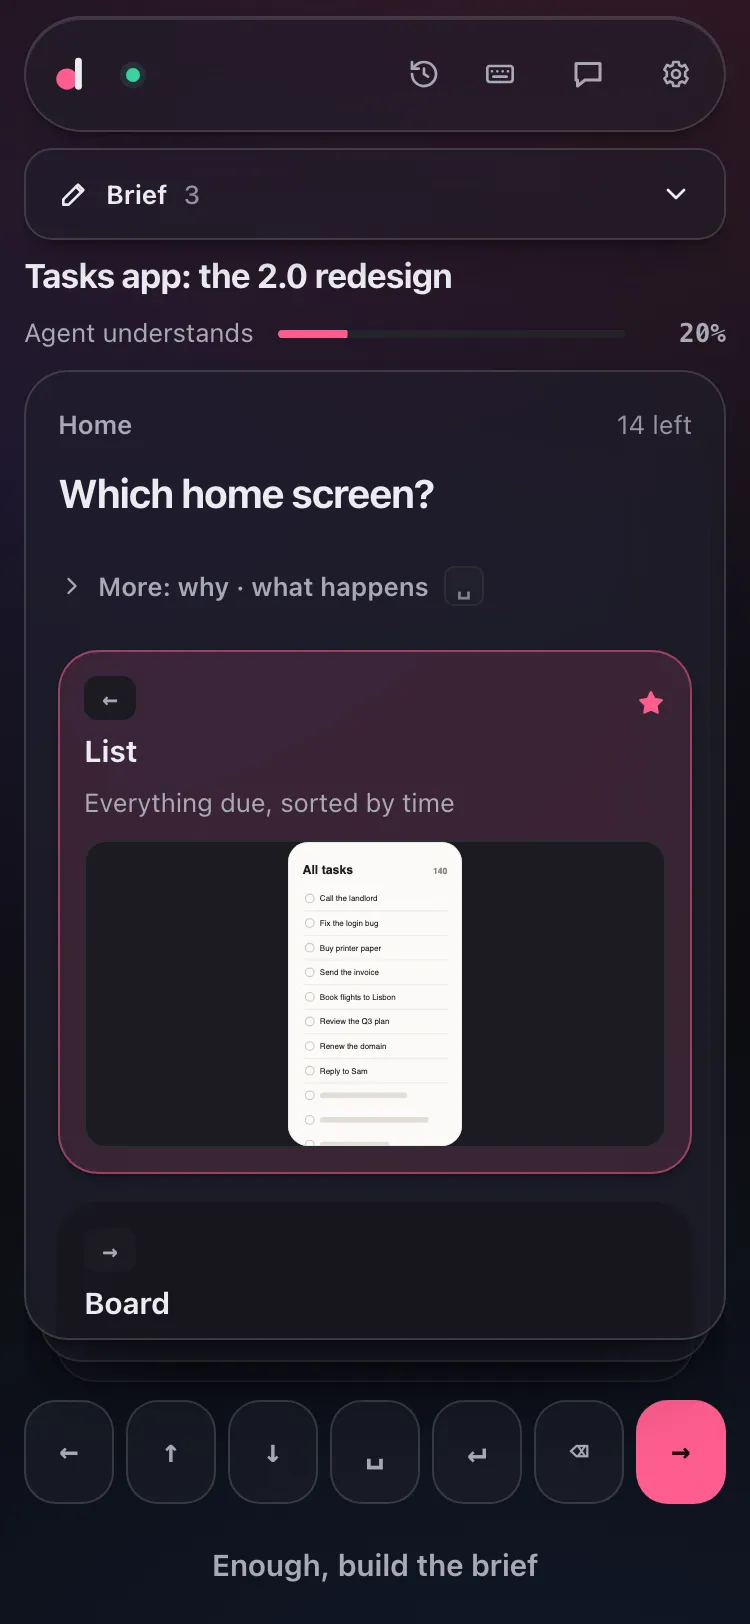 Brief 3
Tasks app: the 2.0 redesign
Agent understands 20%
Home 14 left
Which home screen?
More: why · what happens ␣
←
List
Everything due, sorted by time
All tasks 140
Call the landlord
Fix the login bug
Buy printer paper
Send the invoice
Book flights to Lisbon
Review the Q3 plan
Renew the domain
Reply to Sam
→
Board
← ↑ ↓ ␣ ↵ ⌫ →
Enough, build the brief